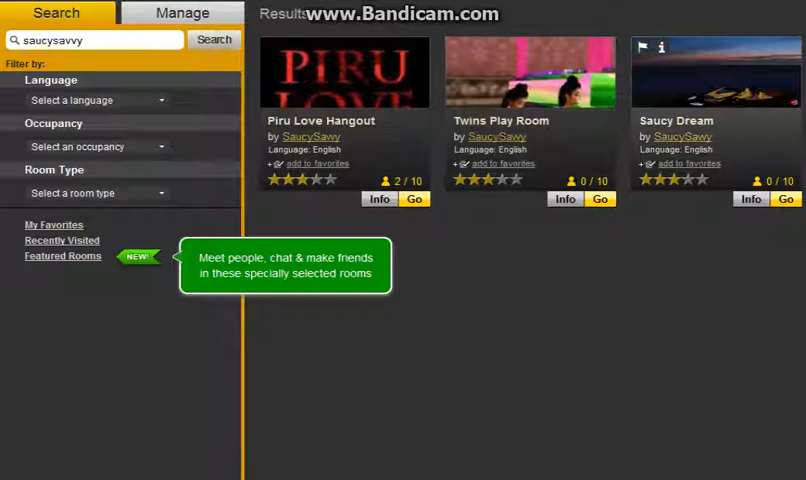 Search
Manage
saucysavvy
Search
Filter by:
Language
Select a language
Occupancy
Select an occupancy
Room Type
Select a room type
My Favorites
Recently Visited
Featured Rooms
NEW!
Meet people, chat & make friends
in these specially selected rooms
Results
www.Bandicam.com
PIRU
LOVE
Piru Love Hangout
by SaucySavvy
Language: English
+ add to favorites
2 / 10
Info Go
Twins Play Room
by SaucySavvy
Language: English
+ add to favorites
0 / 10
Info Go
Saucy Dream
by SaucySavvy
Language: English
+ add to favorites
0 / 10
Info Go